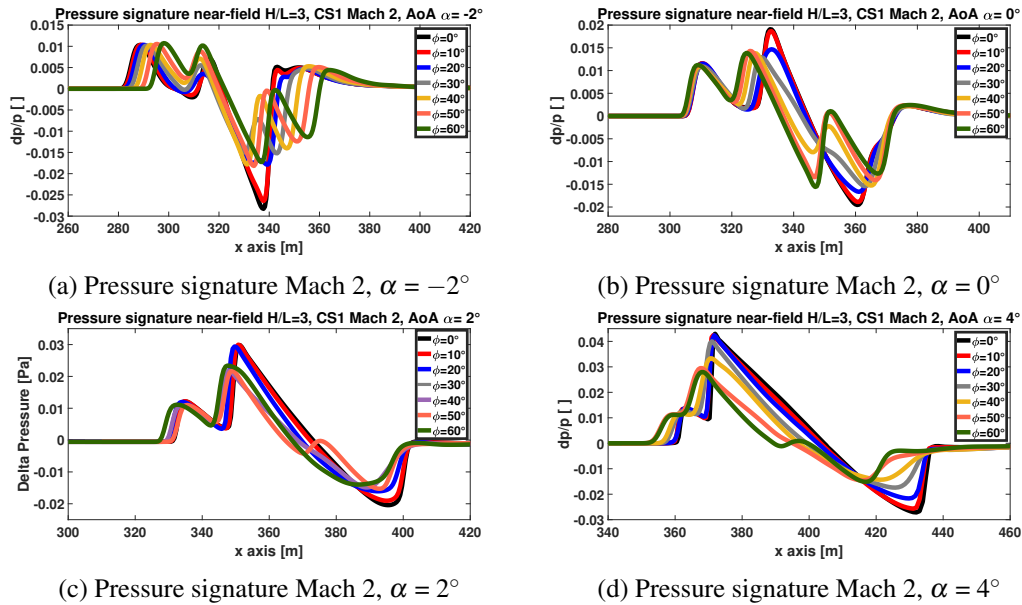 Pressure signature near-field H/L=3, CS1 Mach 2, AoA α= -2°
dp/p [ ]
0.01
0.005
0
-0.005
-0.01
-0.015
-0.02
-0.025
-0.03
260 280 300 320 340 360 380 400 420
x axis [m]
ϕ=0°
ϕ=10°
ϕ=20°
ϕ=30°
ϕ=40°
ϕ=50°
ϕ=60°
(a) Pressure signature Mach 2, α = −2°
Pressure signature near-field H/L=3, CS1 Mach 2, AoA α= 0°
dp/p [ ]
0.02
0.015
0.01
0.005
0
-0.005
-0.01
-0.015
-0.02
280 300 320 340 360 380 400
x axis [m]
ϕ=0°
ϕ=10°
ϕ=20°
ϕ=30°
ϕ=40°
ϕ=50°
ϕ=60°
(b) Pressure signature Mach 2, α = 0°
Pressure signature near-field H/L=3, CS1 Mach 2, AoA α= 2°
Delta Pressure [Pa]
0.03
0.02
0.01
0
-0.01
-0.02
300 320 340 360 380 400 420
x axis [m]
ϕ=0°
ϕ=10°
ϕ=20°
ϕ=30°
ϕ=40°
ϕ=50°
ϕ=60°
(c) Pressure signature Mach 2, α = 2°
Pressure signature near-field H/L=3, CS1 Mach 2, AoA α= 4°
dp/p [ ]
0.04
0.03
0.02
0.01
0
-0.01
-0.02
-0.03
340 360 380 400 420 440 460
x axis [m]
ϕ=0°
ϕ=10°
ϕ=20°
ϕ=30°
ϕ=40°
ϕ=50°
ϕ=60°
(d) Pressure signature Mach 2, α = 4°